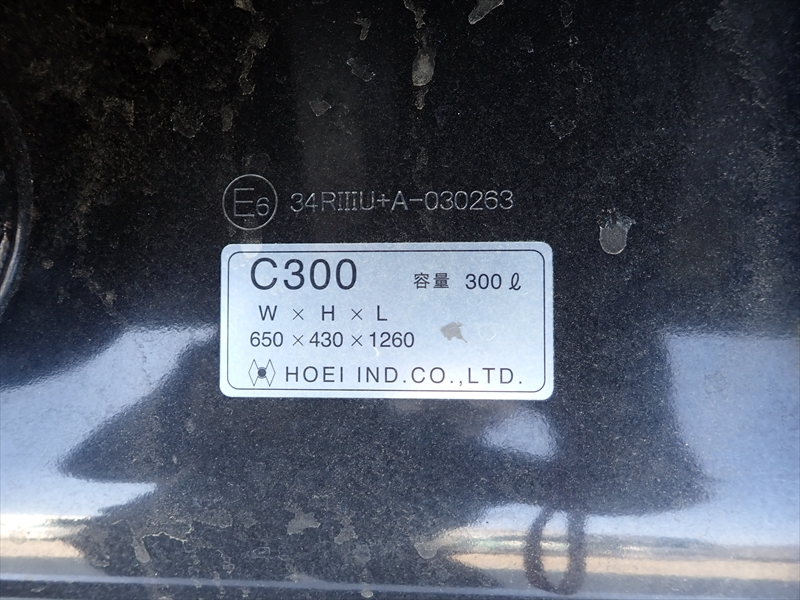 E6 34RIIIU+A-030263
C300 容量 300ℓ
W × H × L
650 × 430 × 1260
HOEI IND.CO.,LTD.